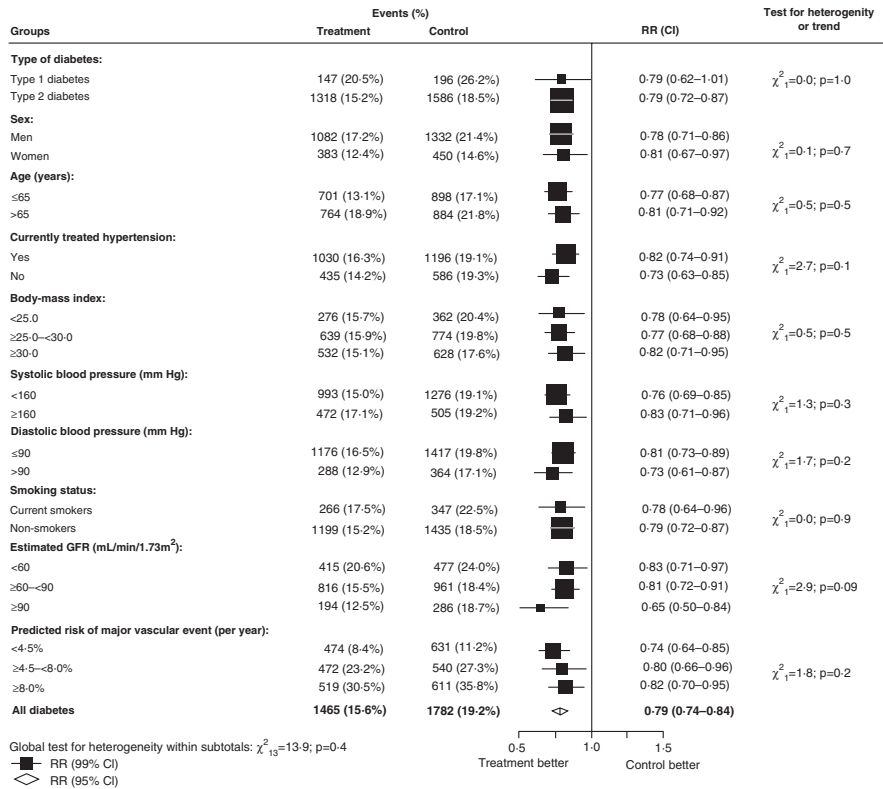 Events (%)
Test for heterogenity or trend
Groups Treatment Control RR (CI)
Type of diabetes:
Type 1 diabetes 147 (20·5%) 196 (26·2%) 0·79 (0·62–1·01) χ²₁=0·0; p=1·0
Type 2 diabetes 1318 (15·2%) 1586 (18·5%) 0·79 (0·72–0·87)
Sex:
Men 1082 (17·2%) 1332 (21·4%) 0·78 (0·71–0·86)
Women 383 (12·4%) 450 (14·6%) 0·81 (0·67–0·97) χ²₁=0·1; p=0·7
Age (years):
≤65 701 (13·1%) 898 (17·1%) 0·77 (0·68–0·87) χ²₁=0·5; p=0·5
>65 764 (18·9%) 884 (21·8%) 0·81 (0·71–0·92)
Currently treated hypertension:
Yes 1030 (16·3%) 1196 (19·1%) 0·82 (0·74–0·91) χ²₁=2·7; p=0·1
No 435 (14·2%) 586 (19·3%) 0·73 (0·63–0·85)
Body-mass index:
<25·0 276 (15·7%) 362 (20·4%) 0·78 (0·64–0·95)
≥25·0–<30·0 639 (15·9%) 774 (19·8%) 0·77 (0·68–0·88) χ²₁=0·5; p=0·5
≥30·0 532 (15·1%) 628 (17·6%) 0·82 (0·71–0·95)
Systolic blood pressure (mm Hg):
<160 993 (15·0%) 1276 (19·1%) 0·76 (0·69–0·85) χ²₁=1·3; p=0·3
≥160 472 (17·1%) 505 (19·2%) 0·83 (0·71–0·96)
Diastolic blood pressure (mm Hg):
≤90 1176 (16·5%) 1417 (19·8%) 0·81 (0·73–0·89) χ²₁=1·7; p=0·2
>90 288 (12·9%) 364 (17·1%) 0·73 (0·61–0·87)
Smoking status:
Current smokers 266 (17·5%) 347 (22·5%) 0·78 (0·64–0·96) χ²₁=0·0; p=0·9
Non-smokers 1199 (15·2%) 1435 (18·5%) 0·79 (0·72–0·87)
Estimated GFR (mL/min/1.73m²):
<60 415 (20·6%) 477 (24·0%) 0·83 (0·71–0·97)
≥60–<90 816 (15·5%) 961 (18·4%) 0·81 (0·72–0·91) χ²₁=2·9; p=0·09
≥90 194 (12·5%) 286 (18·7%) 0·65 (0·50–0·84)
Predicted risk of major vascular event (per year):
<4·5% 474 (8·4%) 631 (11·2%) 0·74 (0·64–0·85)
≥4·5–<8·0% 472 (23·2%) 540 (27·3%) 0·80 (0·66–0·96) χ²₁=1·8; p=0·2
≥8·0% 519 (30·5%) 611 (35·8%) 0·82 (0·70–0·95)
All diabetes 1465 (15·6%) 1782 (19·2%) 0·79 (0·74–0·84)
Global test for heterogeneity within subtotals: χ²₁₃=13·9; p=0·4
0·5 1·0 1·5
RR (99% CI) Treatment better Control better
RR (95% CI)